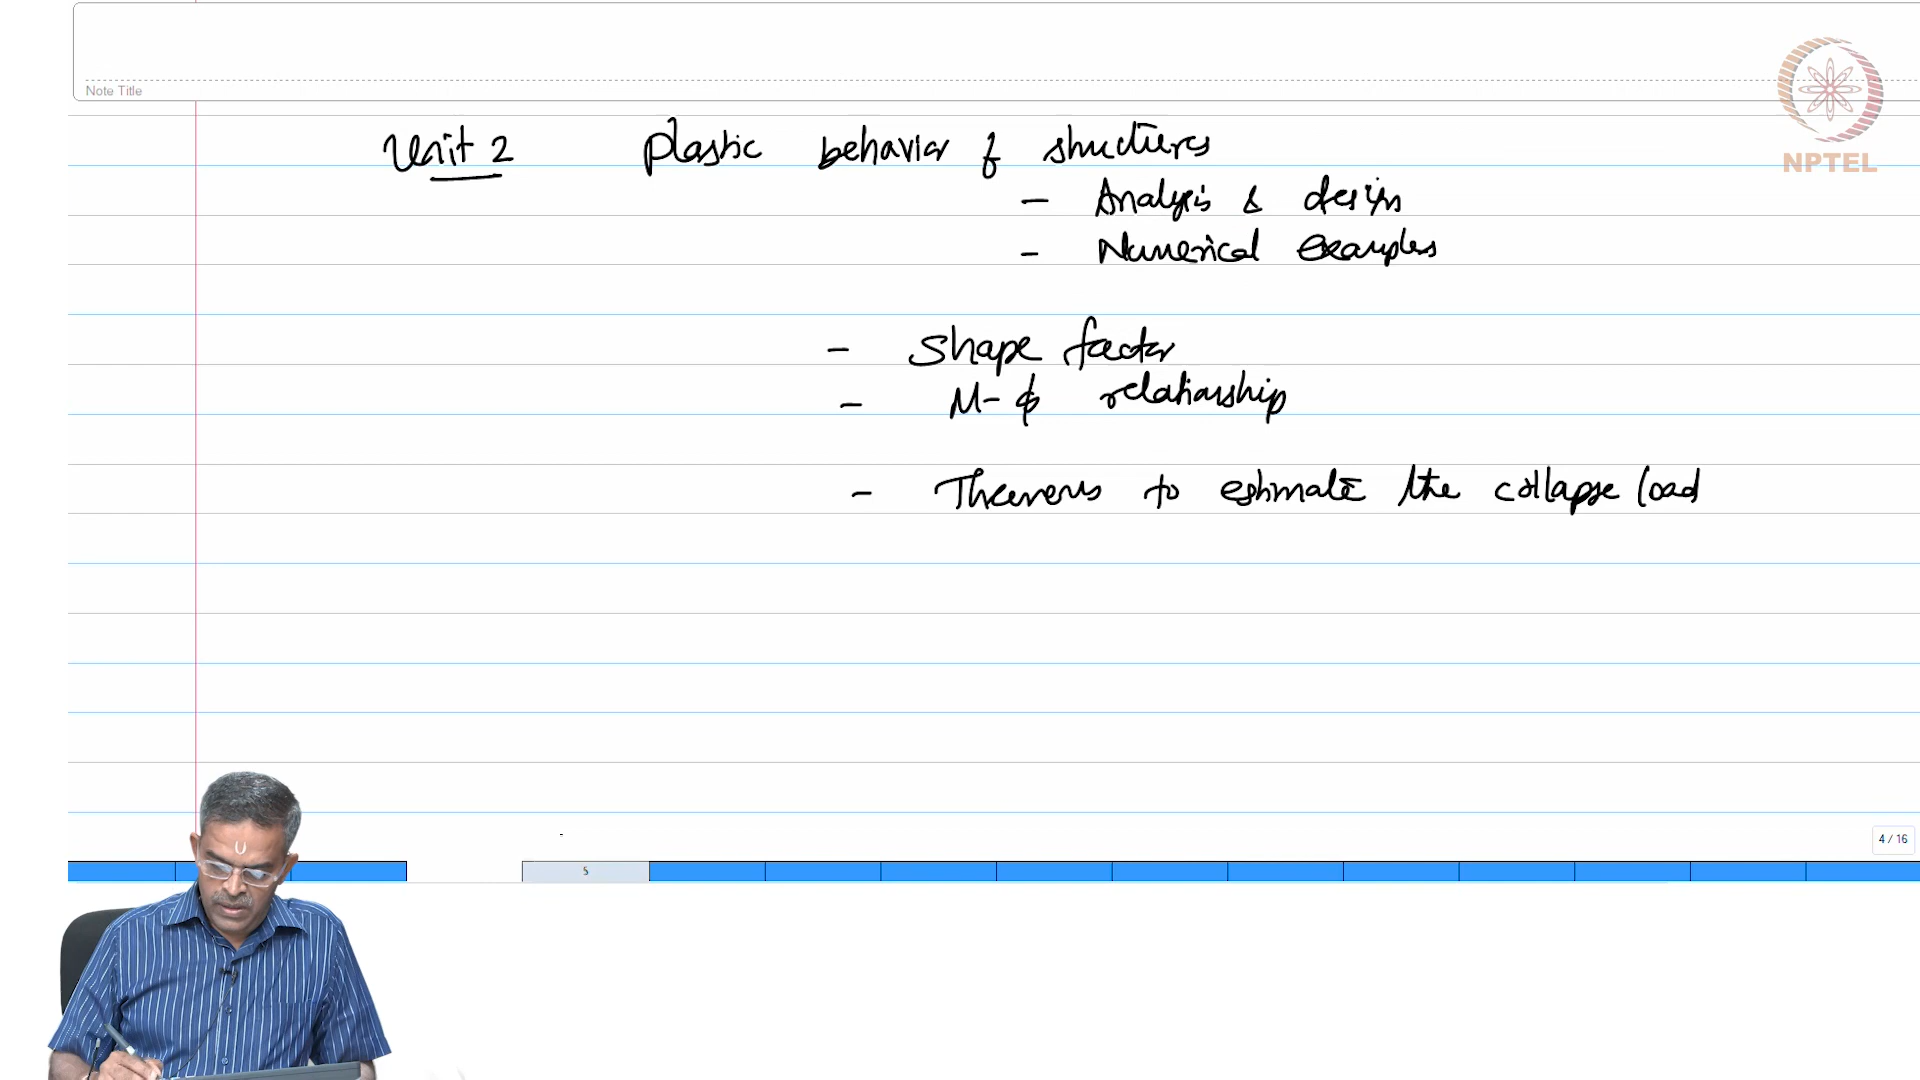 Note Title
NPTEL
Unit 2 plastic behavior of structures
- Analysis & design
- Numerical Examples
- Shape factor
- M-ϕ relationship
- Theorems to estimate the collapse load
4 / 16
5